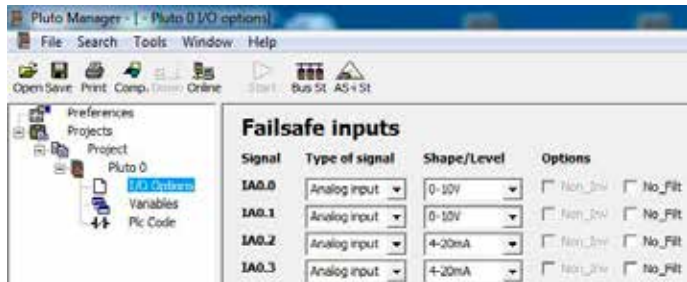 Pluto Manager - [ - Pluto 0 I/O options]
File Search Tools Window Help
Open Save Print Comp. Down Online Start Bus St AS-i St
Preferences
Projects
Project
Pluto 0
I/O Options
Variables
Plc Code
Failsafe inputs
Signal Type of signal Shape/Level Options
IA0.0 Analog input 0-10V Non_Inv No_Filt
IA0.1 Analog input 0-10V Non_Inv No_Filt
IA0.2 Analog input 4-20mA Non_Inv No_Filt
IA0.3 Analog input 4-20mA Non_Inv No_Filt